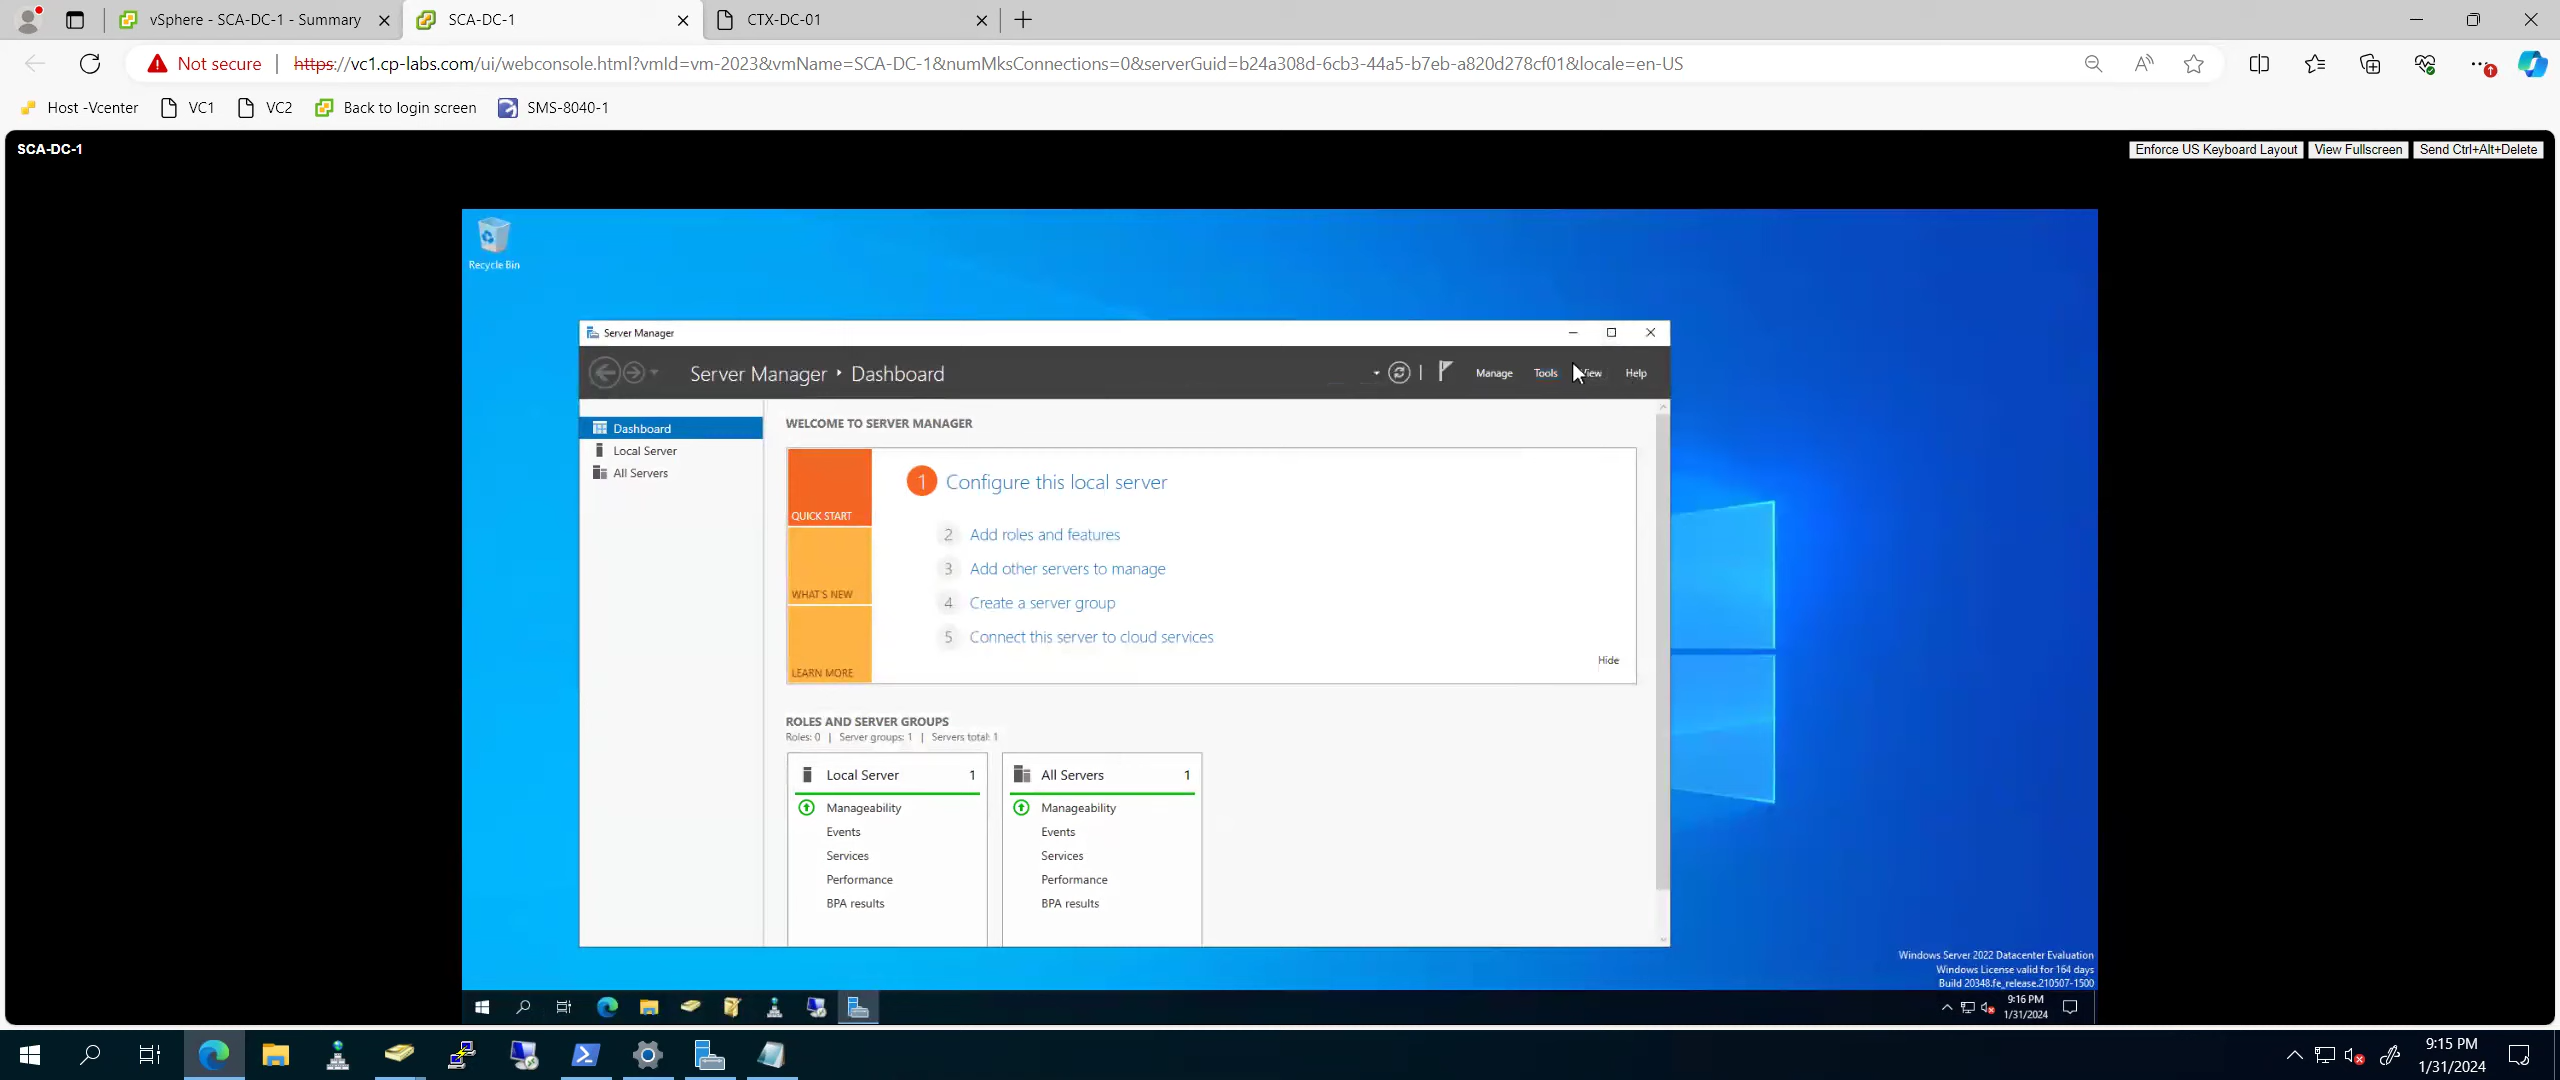 vSphere - SCA-DC-1 - Summary
SCA-DC-1
CTX-DC-01
Not secure
https://vc1.cp-labs.com/ui/webconsole.html?vmId=vm-2023&vmName=SCA-DC-1&numMksConnections=0&serverGuid=b24a308d-6cb3-44a5-b7eb-a820d278cf01&locale=en-US
Host -Vcenter
VC1
VC2
Back to login screen
SMS-8040-1
SCA-DC-1
Enforce US Keyboard Layout
View Fullscreen
Send Ctrl+Alt+Delete
Recycle Bin
Server Manager
Server Manager ‣ Dashboard
Manage
Tools
View
Help
Dashboard
Local Server
All Servers
WELCOME TO SERVER MANAGER
QUICK START
WHAT'S NEW
LEARN MORE
1 Configure this local server
2 Add roles and features
3 Add other servers to manage
4 Create a server group
5 Connect this server to cloud services
Hide
ROLES AND SERVER GROUPS
Roles: 0 | Server groups: 1 | Servers total: 1
Local Server 1
Manageability
Events
Services
Performance
BPA results
All Servers 1
Manageability
Events
Services
Performance
BPA results
Windows Server 2022 Datacenter Evaluation
Windows License valid for 164 days
Build 20348.fe_release.210507-1500
9:16 PM
1/31/2024
9:15 PM
1/31/2024